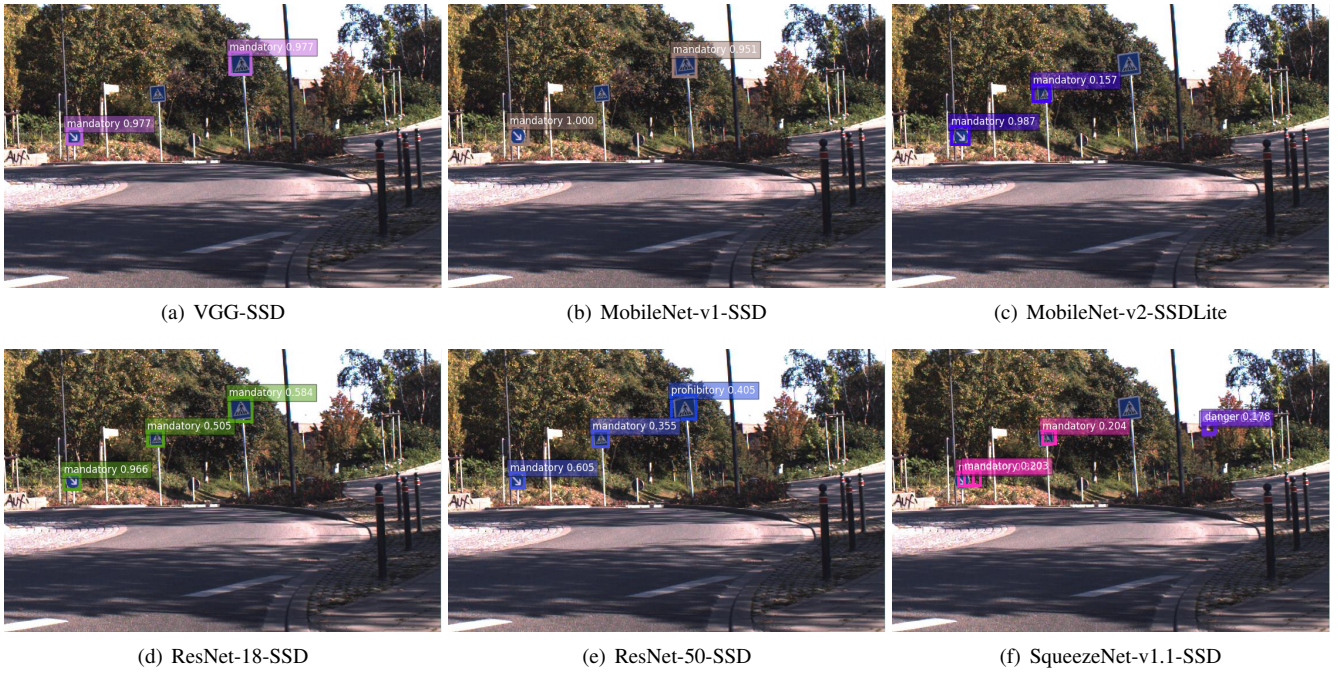 mandatory 0.977
mandatory 0.977
(a) VGG-SSD
mandatory 0.951
mandatory 1.000
(b) MobileNet-v1-SSD
mandatory 0.157
mandatory 0.987
(c) MobileNet-v2-SSDLite
mandatory 0.584
mandatory 0.505
mandatory 0.966
(d) ResNet-18-SSD
prohibitory 0.405
mandatory 0.355
mandatory 0.605
(e) ResNet-50-SSD
danger 0.178
mandatory 0.204
mandatory 0.203
(f) SqueezeNet-v1.1-SSD